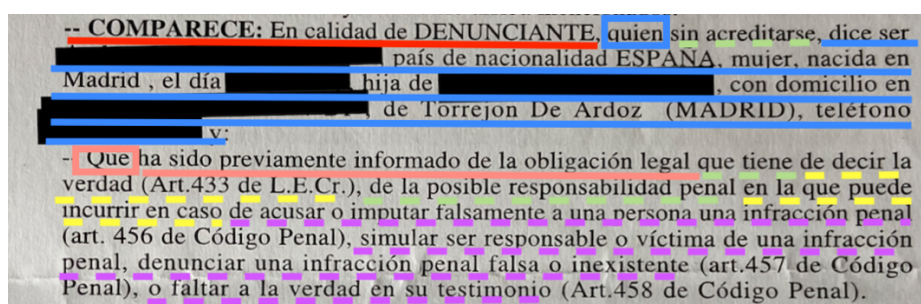 -- COMPARECE: En calidad de DENUNCIANTE, quien sin acreditarse, dice ser
país de nacionalidad ESPAÑA, mujer, nacida en
Madrid , el día hija de , con domicilio en
, de Torrejon De Ardoz (MADRID), teléfono
y:
-- Que ha sido previamente informado de la obligación legal que tiene de decir la
verdad (Art.433 de L.E.Cr.), de la posible responsabilidad penal en la que puede
incurrir en caso de acusar o imputar falsamente a una persona una infracción penal
(art. 456 de Código Penal), simular ser responsable o víctima de una infracción
penal, denunciar una infracción penal falsa o inexistente (art.457 de Código
Penal), o faltar a la verdad en su testimonio (Art.458 de Código Penal).